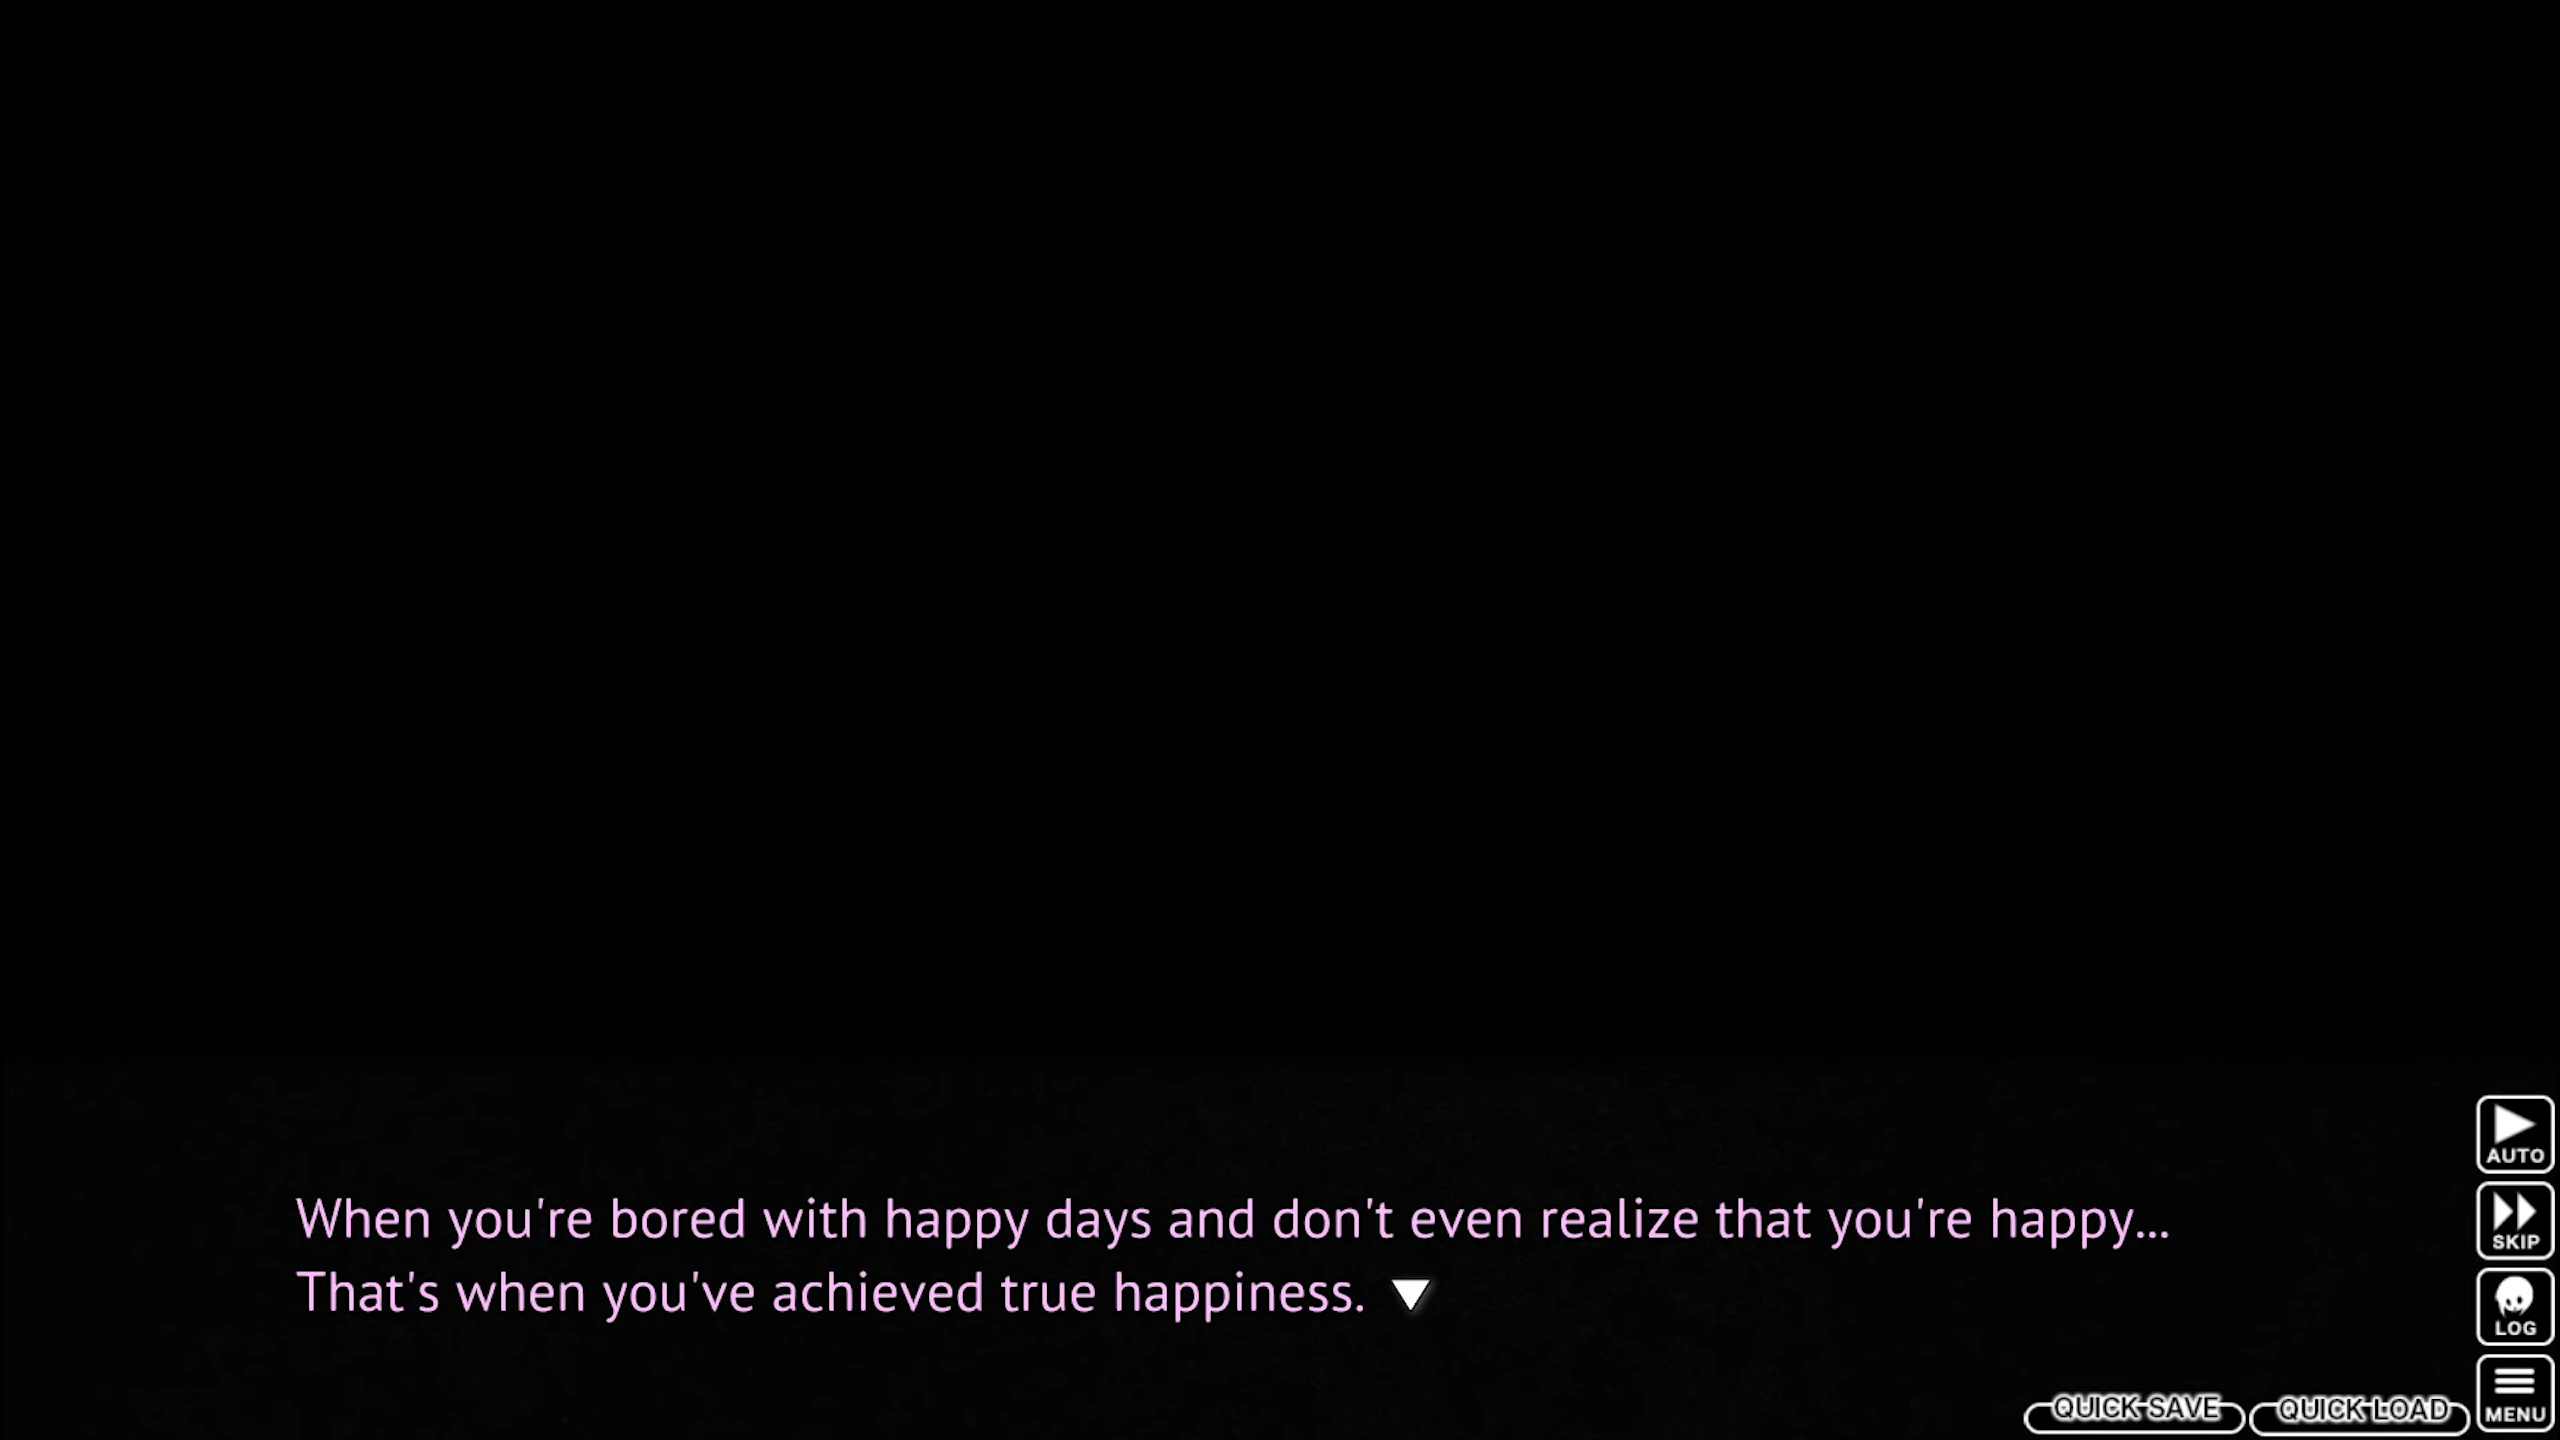 When you're bored with happy days and don't even realize that you're happy...
That's when you've achieved true happiness.
AUTO
SKIP
LOG
MENU
QUICK SAVE
QUICK LOAD